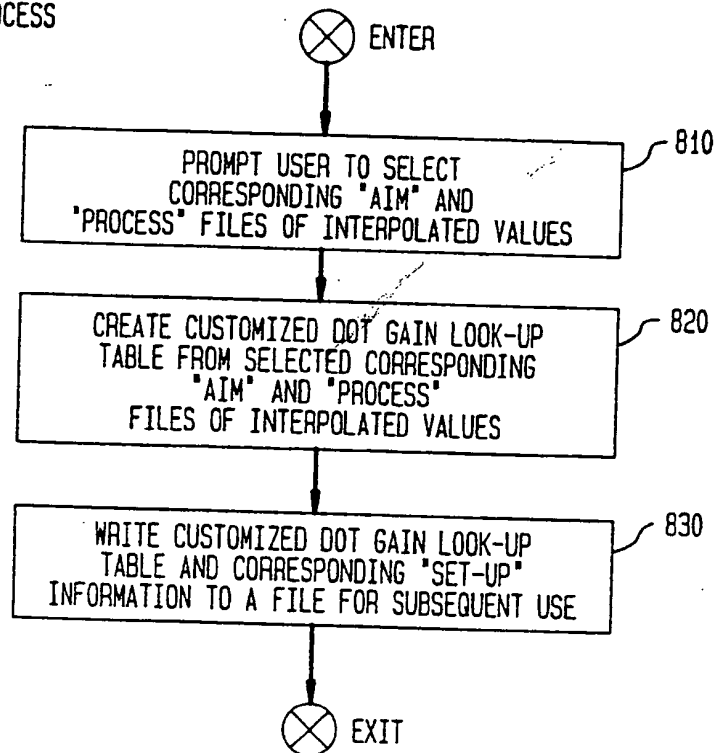 ENTER
810
PROMPT USER TO SELECT
CORRESPONDING "AIM" AND
"PROCESS" FILES OF INTERPOLATED VALUES
820
CREATE CUSTOMIZED DOT GAIN LOOK-UP
TABLE FROM SELECTED CORRESPONDING
"AIM" AND "PROCESS"
FILES OF INTERPOLATED VALUES
830
WRITE CUSTOMIZED DOT GAIN LOOK-UP
TABLE AND CORRESPONDING "SET-UP"
INFORMATION TO A FILE FOR SUBSEQUENT USE
EXIT